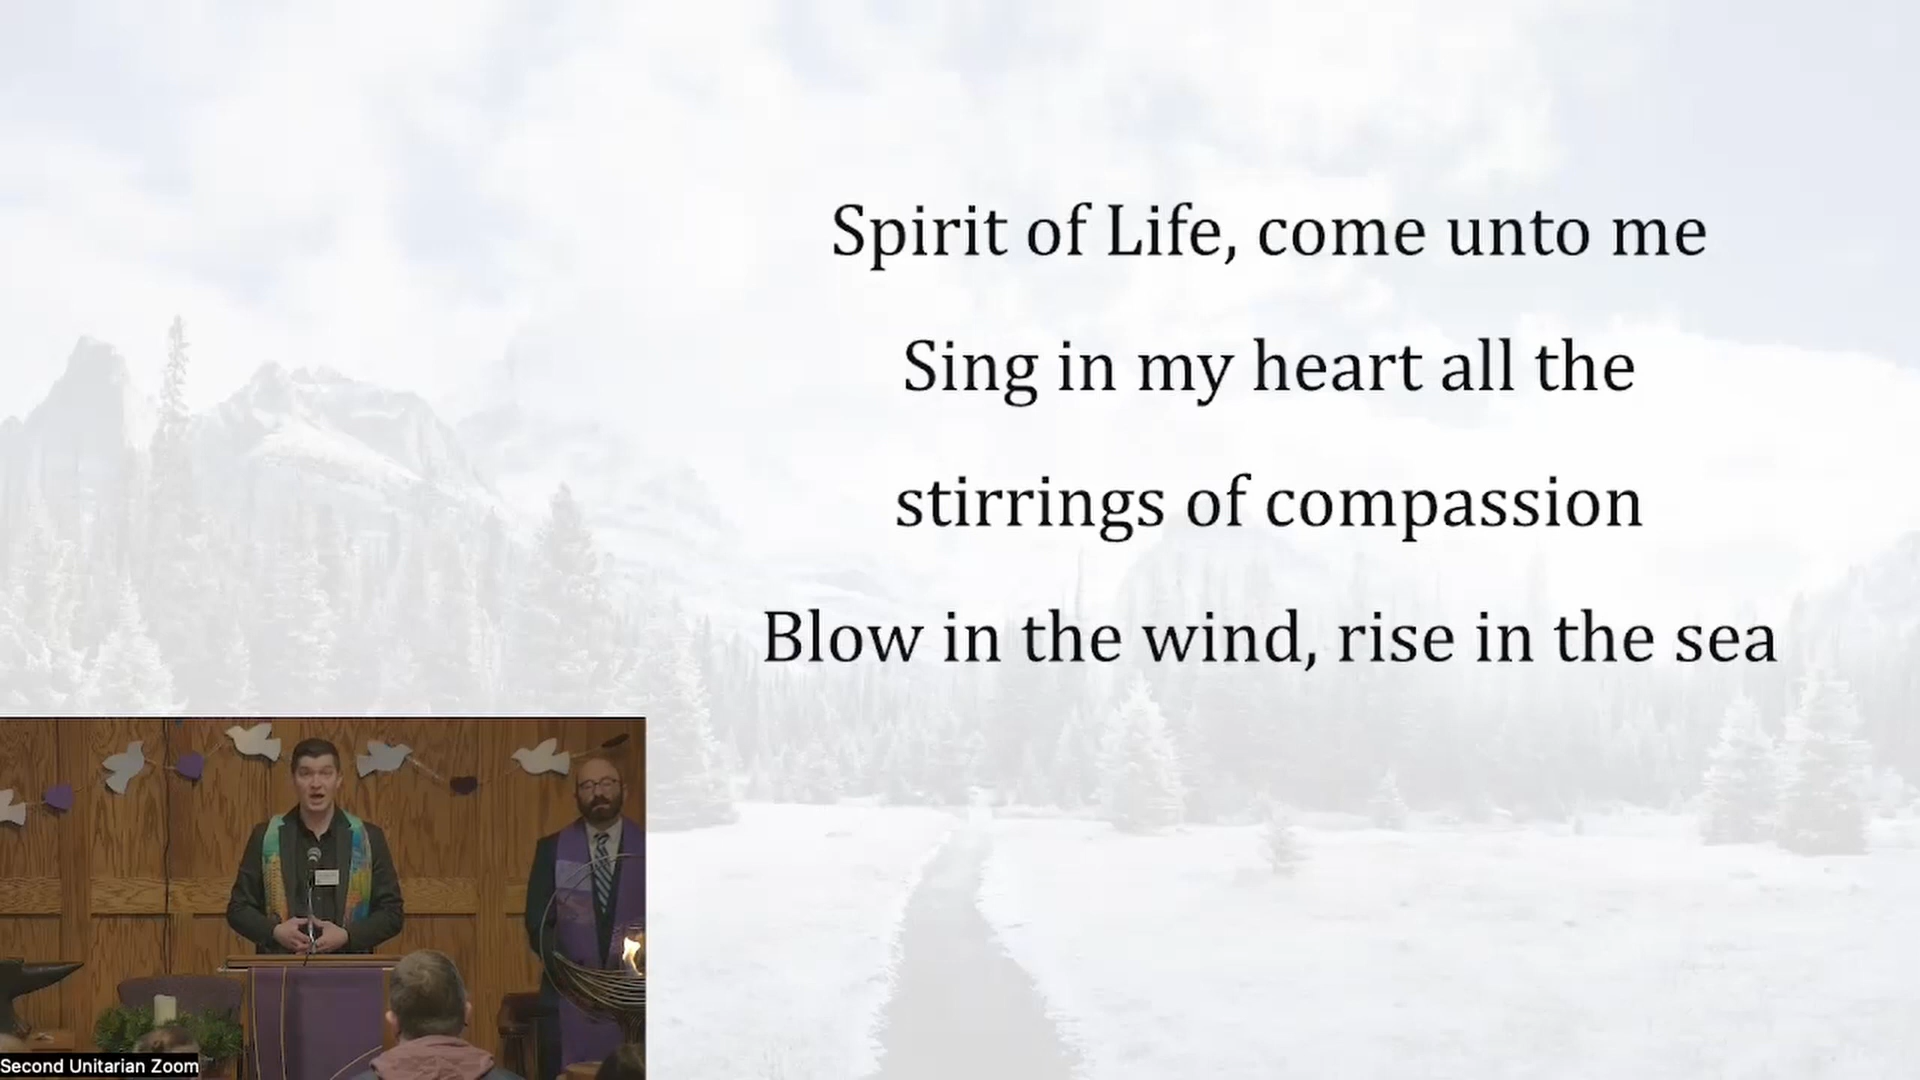 Spirit of Life, come unto me
Sing in my heart all the
stirrings of compassion
Blow in the wind, rise in the sea
Second Unitarian Zoom